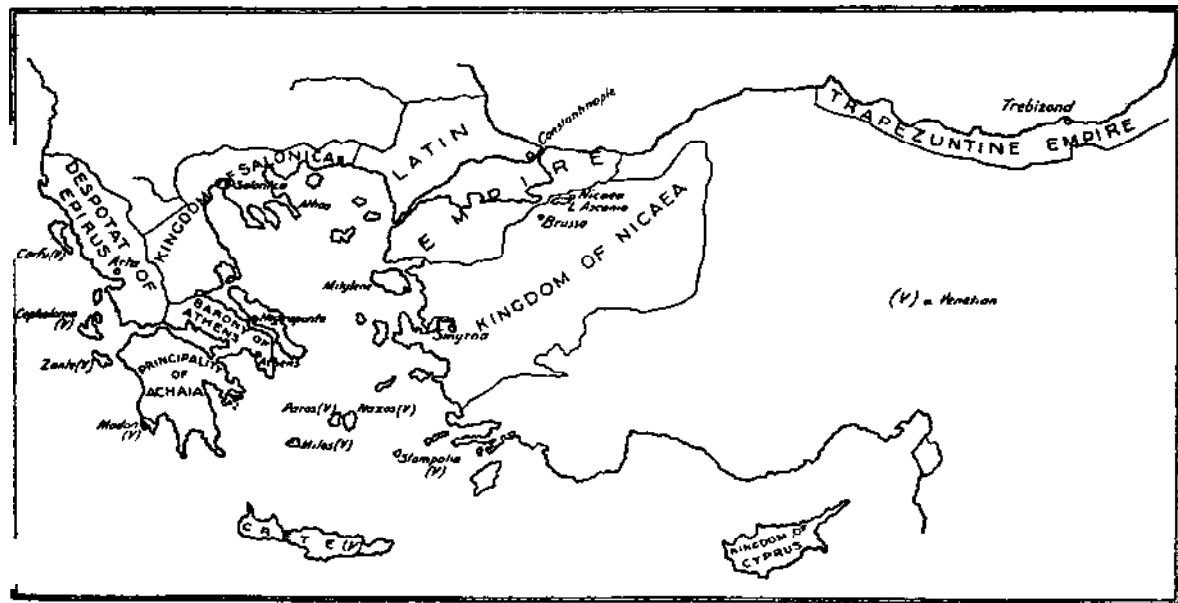 Trebizond
TRAPEZUNTINE EMPIRE
Constantinople
LATIN
EMPIRE
KINGDOM OF SALONICA
Salonica
Athos
DESPOTAT OF
EPIRUS
Nicaea
L Ascania
Brussa
KINGDOM OF NICAEA
Corfu(V)
Arta
Mitylene
(V) = Venetian
Cephalonia
(V)
BARONY OF
ATHENS
Negroponte
Smyrna
Athens
Zante(V)
PRINCIPALITY
OF
ACHAIA
Modon
(V)
Paros(V)
Naxos(V)
Milos(V)
Stampalia
(V)
CRETE (V)
KINGDOM OF
CYPRUS